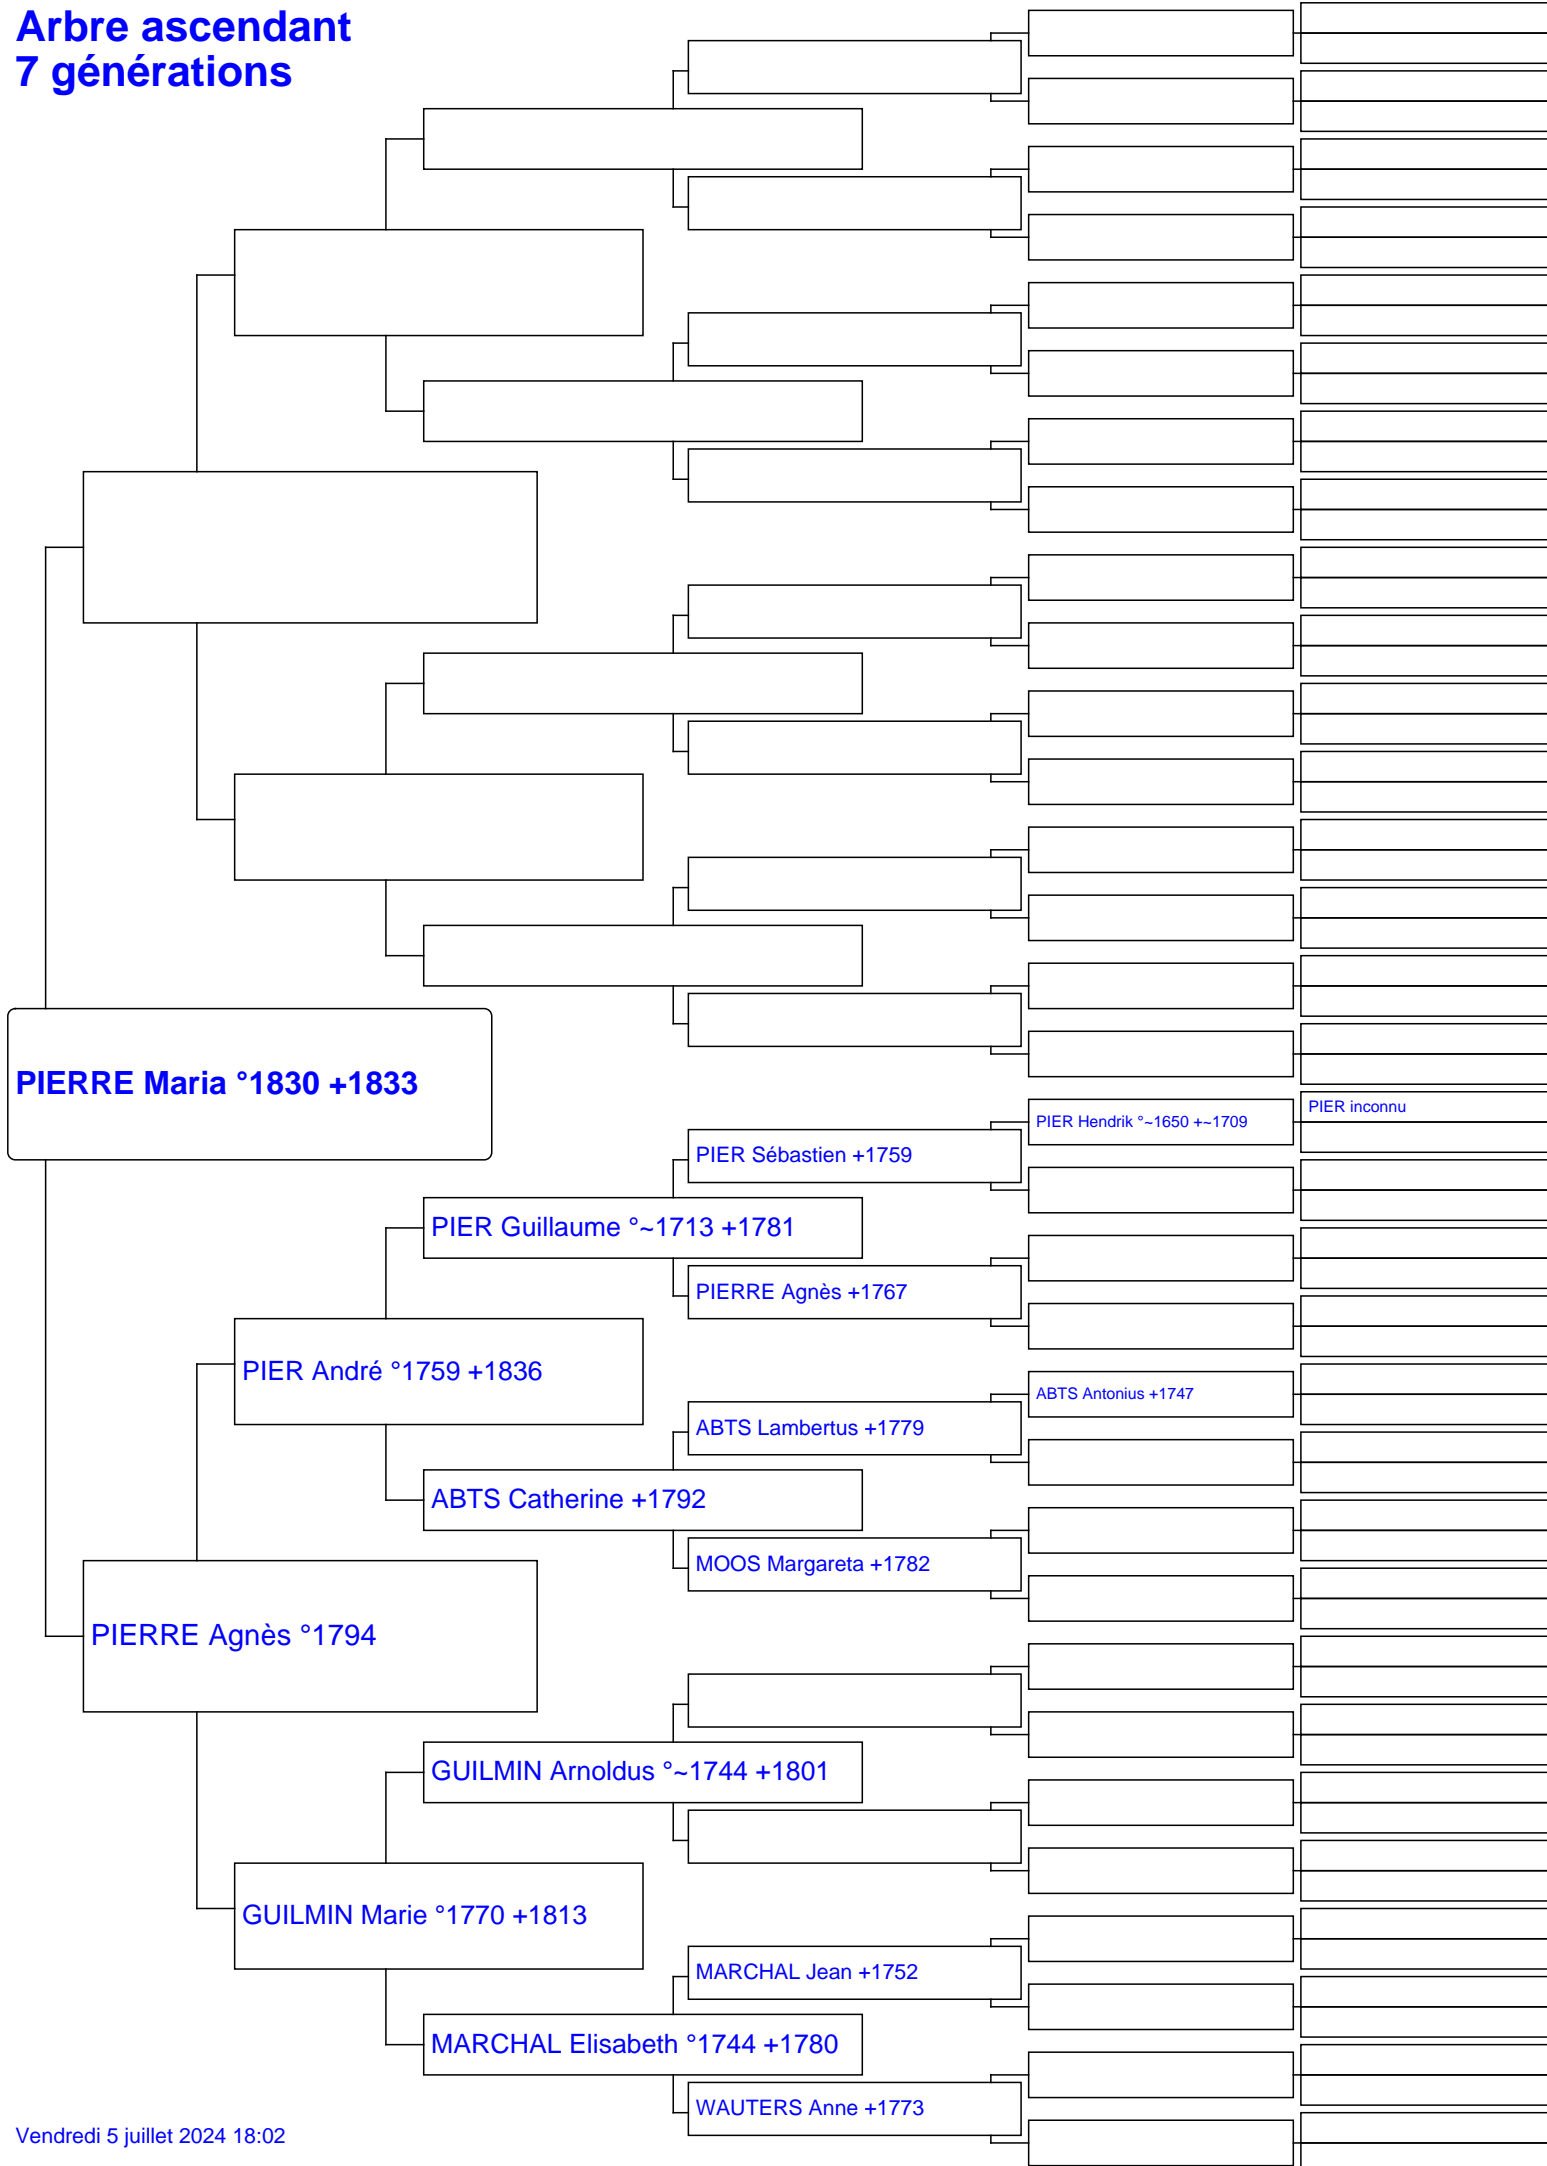 Arbre ascendant
7 générations
PIERRE Maria °1830 +1833
PIER Hendrik °~1650 +~1709
PIER inconnu
PIER Sébastien +1759
PIER Guillaume °~1713 +1781
PIERRE Agnès +1767
PIER André °1759 +1836
ABTS Antonius +1747
ABTS Lambertus +1779
ABTS Catherine +1792
MOOS Margareta +1782
PIERRE Agnès °1794
GUILMIN Arnoldus °~1744 +1801
GUILMIN Marie °1770 +1813
MARCHAL Jean +1752
MARCHAL Elisabeth °1744 +1780
WAUTERS Anne +1773
Vendredi 5 juillet 2024 18:02